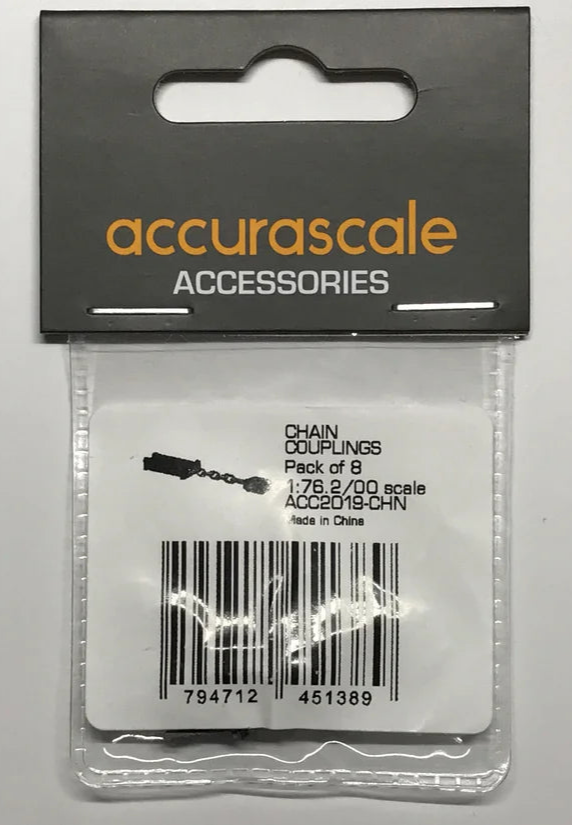 accurascale
ACCESSORIES
CHAIN
COUPLINGS
Pack of 8
1:76.2/00 scale
ACC2019-CHN
Made in China
794712 451389